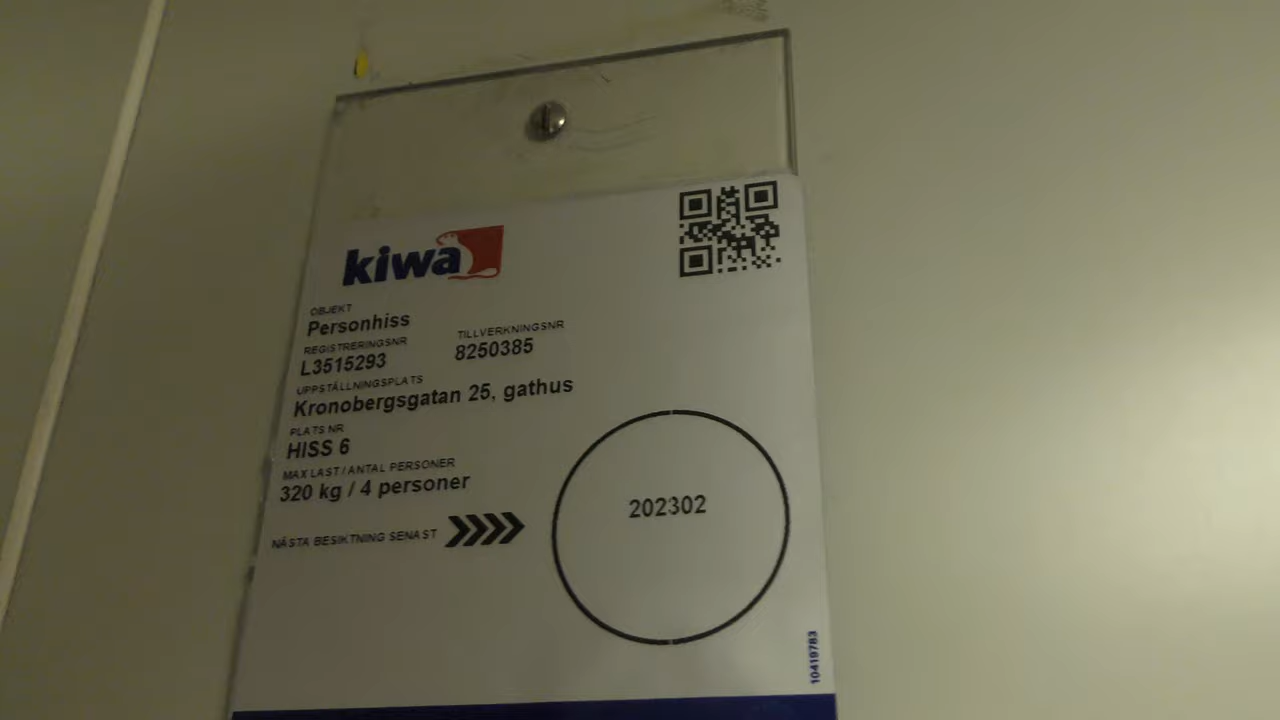 kiwa
OBJEKT
Personhiss
REGISTRERINGSNR TILLVERKNINGSNR
L3515293 8250385
UPPSTÄLLNINGSPLATS
Kronobergsgatan 25, gathus
PLATS NR
HISS 6
MAX LAST / ANTAL PERSONER
320 kg / 4 personer
NÄSTA BESIKTNING SENAST
202302
10419783